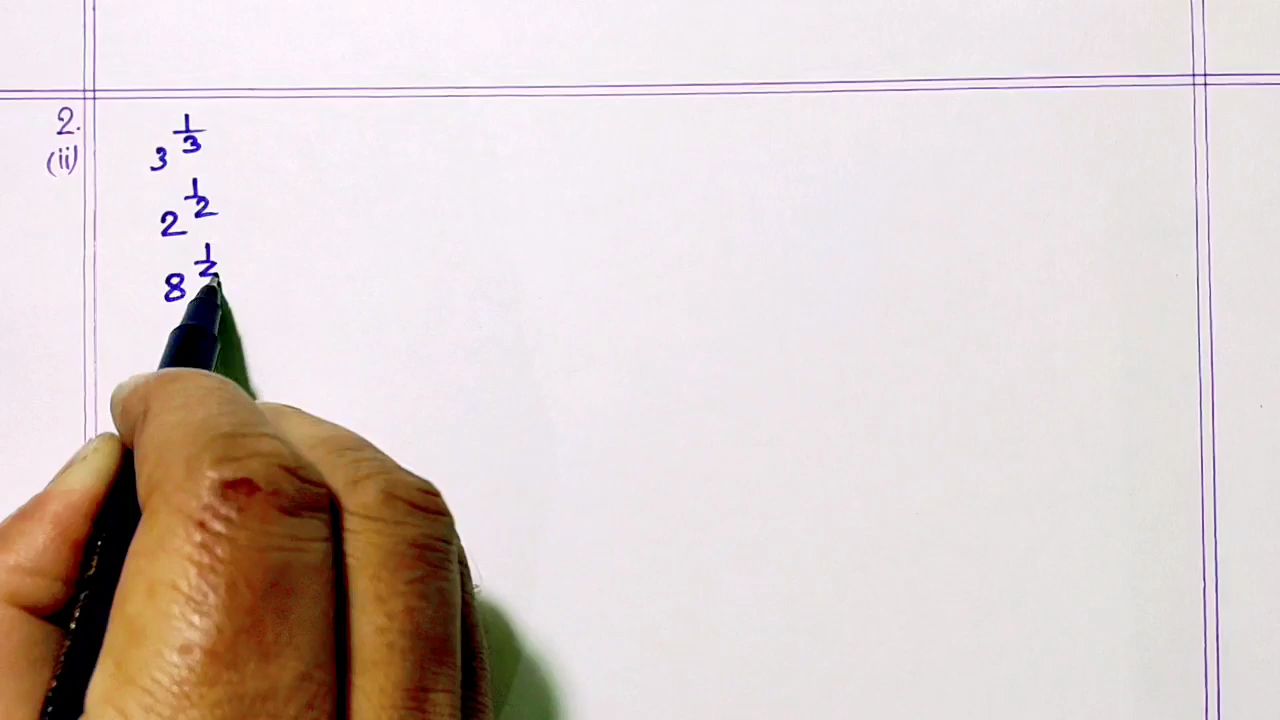 2. 3^(1/3)
(ii)
2^(1/2)
8^(1/2)